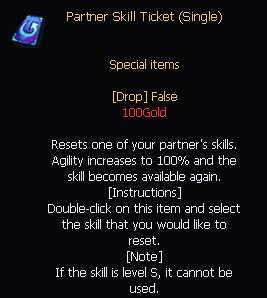 Partner Skill Ticket (Single)
Special items
[Drop] False
100Gold
Resets one of your partner's skills.
Agility increases to 100% and the
skill becomes available again.
[Instructions]
Double-click on this item and select
the skill that you would like to
reset.
[Note]
If the skill is level S, it cannot be
used.